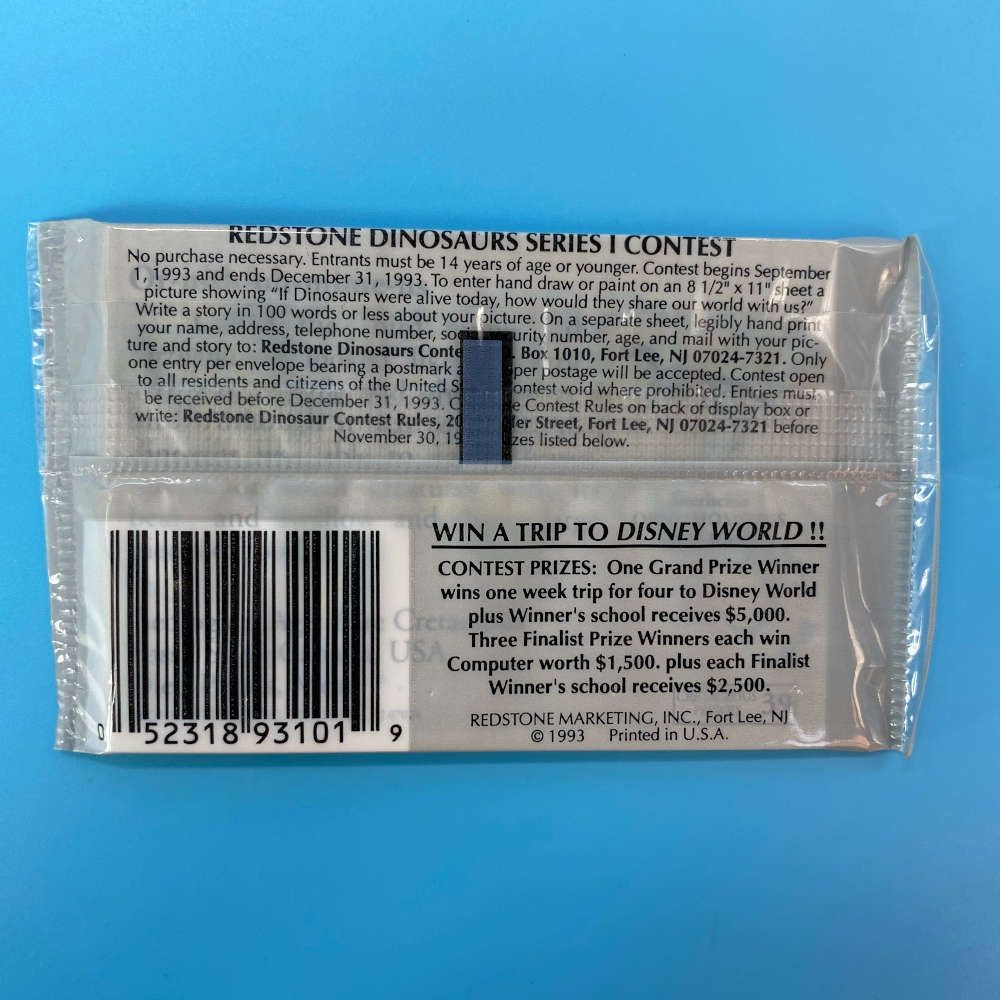 REDSTONE DINOSAURS SERIES I CONTEST
No purchase necessary. Entrants must be 14 years of age or younger. Contest begins September
1, 1993 and ends December 31, 1993. To enter hand draw or paint on an 8 1/2" x 11" sheet a
picture showing "If Dinosaurs were alive today, how would they share our world with us?"
Write a story in 100 words or less about your picture. On a separate sheet, legibly hand print
your name, address, telephone number, so urity number, age, and mail with your pic-
ture and story to: Redstone Dinosaurs Conte . Box 1010, Fort Lee, NJ 07024-7321. Only
one entry per envelope bearing a postmark per postage will be accepted. Contest open
to all residents and citizens of the United S ontest void where prohibited. Entries must
be received before December 31, 1993. C e Contest Rules on back of display box or
write: Redstone Dinosaur Contest Rules, 20 er Street, Fort Lee, NJ 07024-7321 before
November 30, 19 zes listed below.
WIN A TRIP TO DISNEY WORLD !!
CONTEST PRIZES: One Grand Prize Winner
wins one week trip for four to Disney World
plus Winner's school receives $5,000.
Three Finalist Prize Winners each win
Computer worth $1,500. plus each Finalist
Winner's school receives $2,500.
REDSTONE MARKETING, INC., Fort Lee, NJ
© 1993 Printed in U.S.A.
0 52318 93101 9